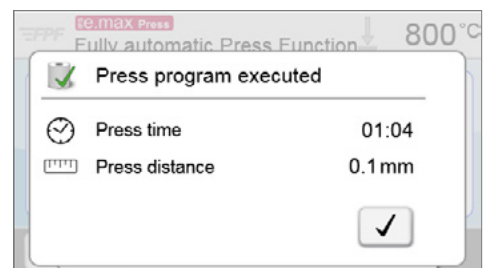 FPF e.max Press
Fully automatic Press Function 800 °C
Press program executed
Press time 01:04
Press distance 0.1 mm